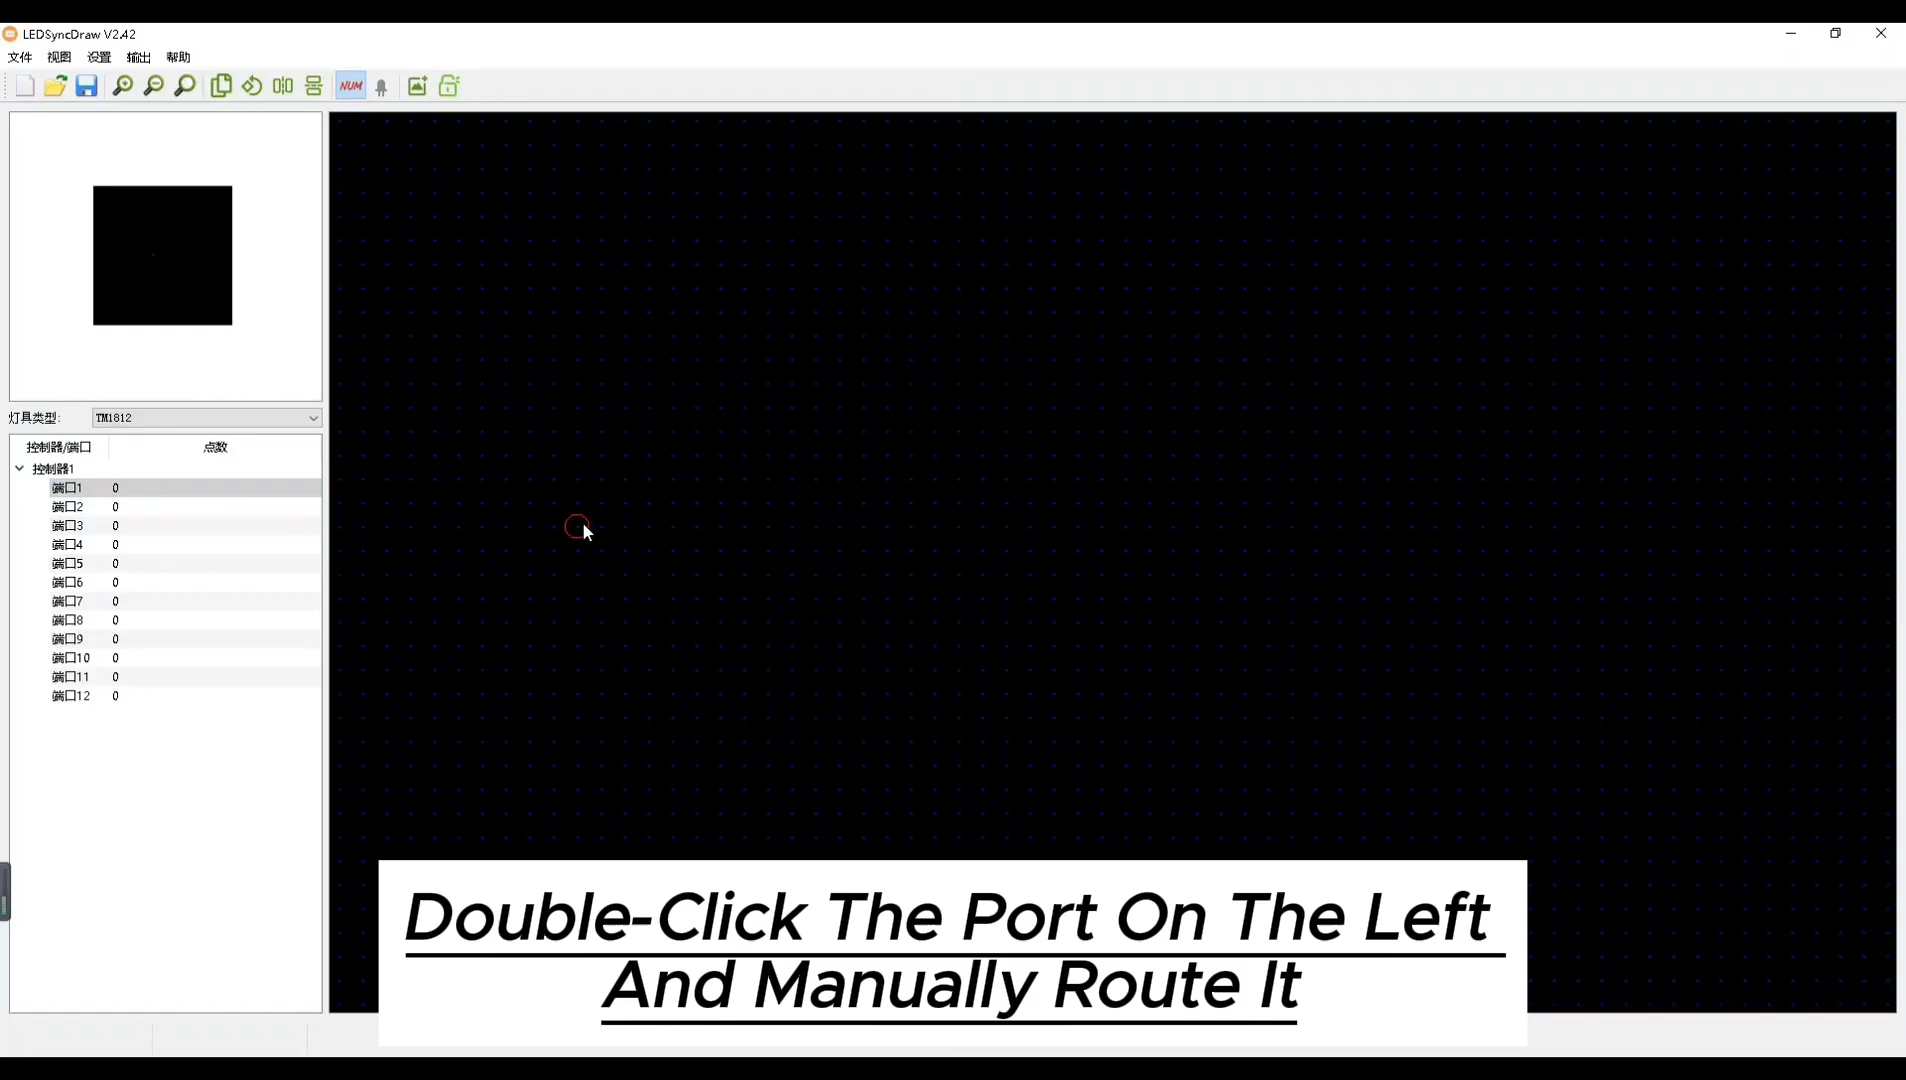 LEDSyncDraw V2.42
文件 视图 设置 输出 帮助
NUM
灯具类型: TM1812
控制器/端口 点数
控制器1
端口1 0
端口2 0
端口3 0
端口4 0
端口5 0
端口6 0
端口7 0
端口8 0
端口9 0
端口10 0
端口11 0
端口12 0
Double-Click The Port On The Left
And Manually Route It